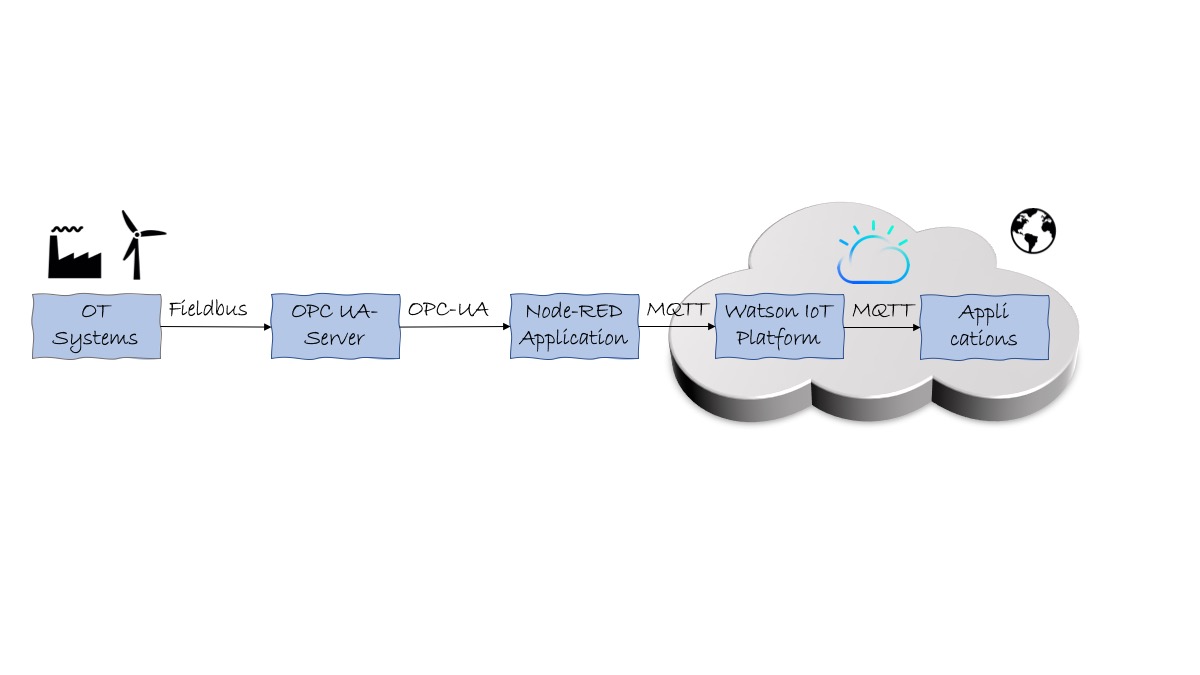 OT
Systems
Fieldbus
OPC UA-
Server
OPC-UA
Node-RED
Application
MQTT
Watson IoT
Platform
MQTT
Appli
cations